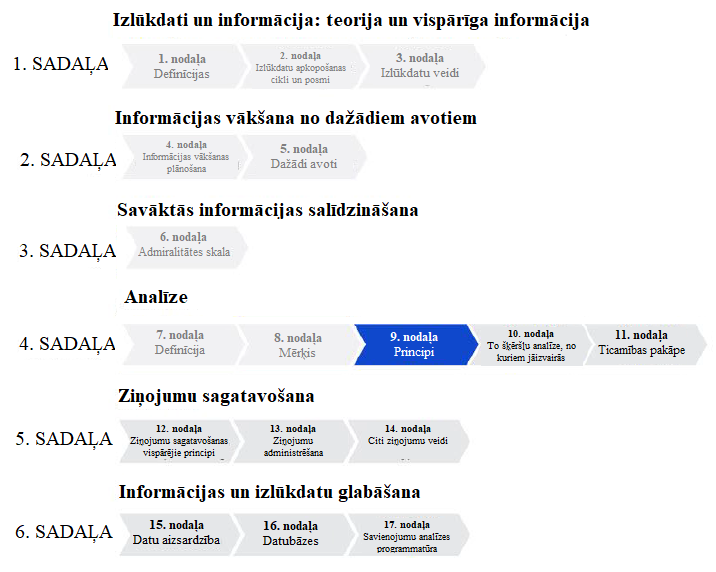 Izlūkdati un informācija: teorija un vispārīga informācija
1. SADAĻA
1. nodaļa
Definīcijas
2. nodaļa
Izlūkdatu apkopošanas
cikli un posmi
3. nodaļa
Izlūkdatu veidi
Informācijas vākšana no dažādiem avotiem
2. SADAĻA
4. nodaļa
Informācijas vākšanas
plānošana
5. nodaļa
Dažādi avoti
Savāktās informācijas salīdzināšana
3. SADAĻA
6. nodaļa
Admiralitātes skala
Analīze
4. SADAĻA
7. nodaļa
Definīcija
8. nodaļa
Mērķis
9. nodaļa
Principi
10. nodaļa
To šķēršļu analīze, no
kuriem jāizvairās
11. nodaļa
Ticamības pakāpe
Ziņojumu sagatavošana
5. SADAĻA
12. nodaļa
Ziņojumu sagatavošanas
vispārējie principi
13. nodaļa
Ziņojumu
administrēšana
14. nodaļa
Citi ziņojumu veidi
Informācijas un izlūkdatu glabāšana
6. SADAĻA
15. nodaļa
Datu aizsardzība
16. nodaļa
Datubāzes
17. nodaļa
Savienojumu analīzes
programmatūra